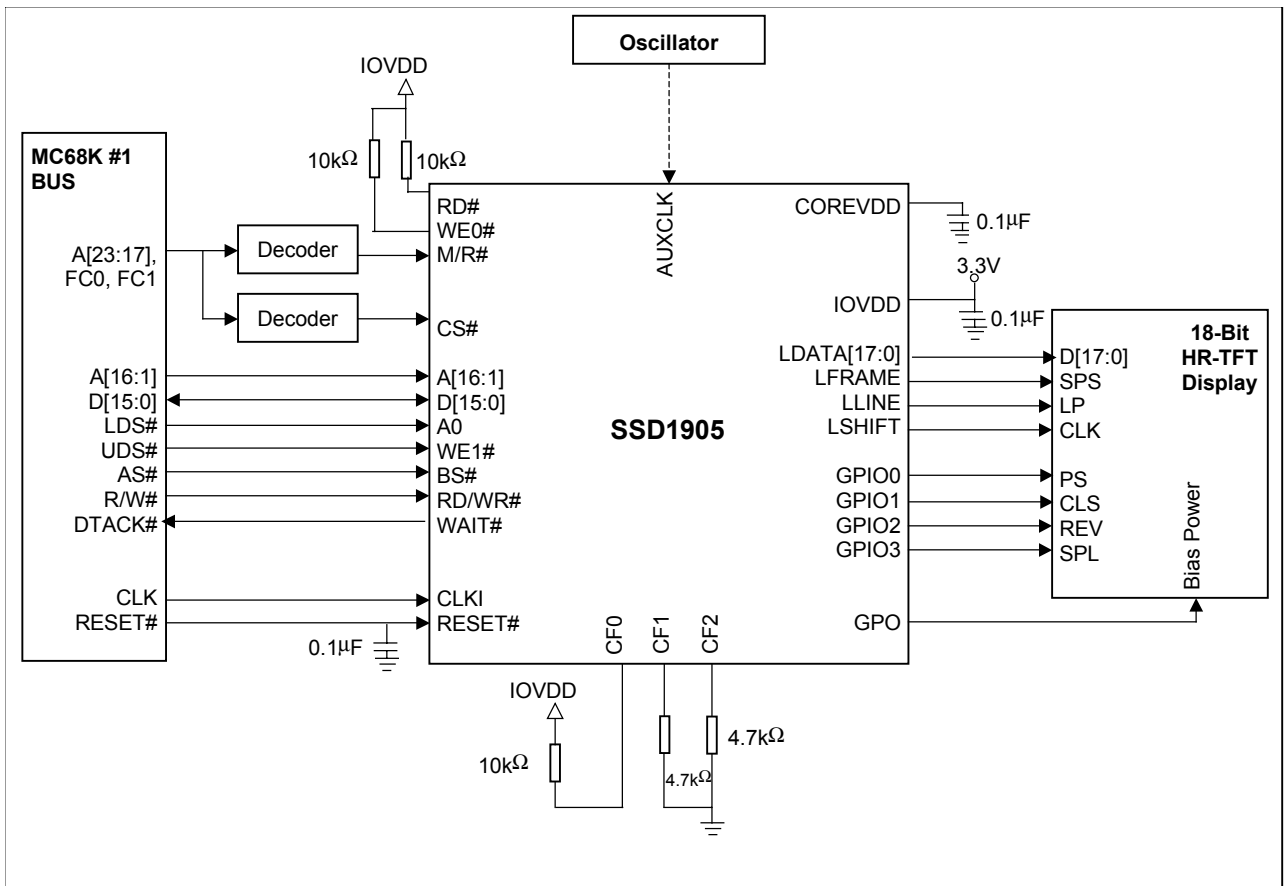 Oscillator
IOVDD
MC68K #1
BUS
10kΩ
10kΩ
A[23:17],
FC0, FC1
Decoder
Decoder
A[16:1]
D[15:0]
LDS#
UDS#
AS#
R/W#
DTACK#
CLK
RESET#
0.1µF
RD#
WE0#
M/R#
CS#
A[16:1]
D[15:0]
A0
WE1#
BS#
RD/WR#
WAIT#
CLKI
RESET#
AUXCLK
SSD1905
CF0
CF1
CF2
COREVDD
IOVDD
LDATA[17:0]
LFRAME
LLINE
LSHIFT
GPIO0
GPIO1
GPIO2
GPIO3
GPO
0.1µF
3.3V
0.1µF
18-Bit
HR-TFT
Display
D[17:0]
SPS
LP
CLK
PS
CLS
REV
SPL
Bias Power
IOVDD
10kΩ
4.7kΩ
4.7kΩ